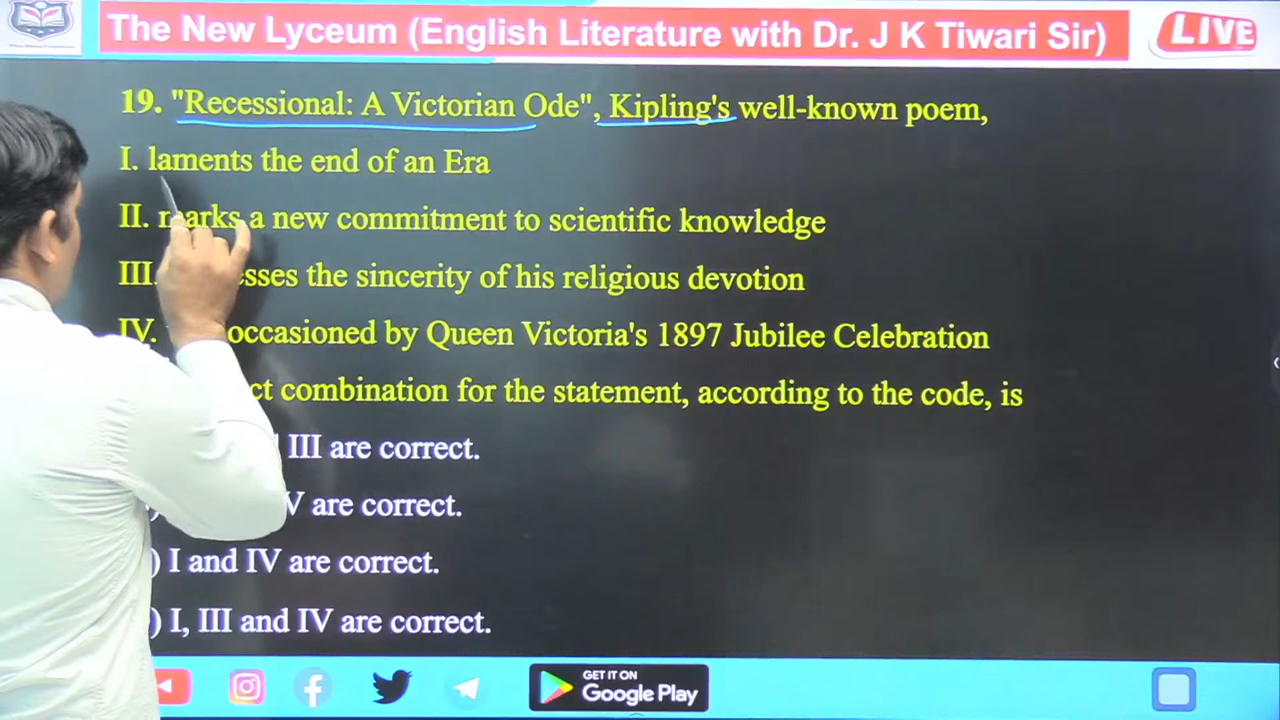 The New Lyceum (English Literature with Dr. J K Tiwari Sir)
LIVE
19. "Recessional: A Victorian Ode", Kipling's well-known poem,
I. laments the end of an Era
II. marks a new commitment to scientific knowledge
III. esses the sincerity of his religious devotion
IV. occasioned by Queen Victoria's 1897 Jubilee Celebration
ct combination for the statement, according to the code, is
III are correct.
V are correct.
) I and IV are correct.
) I, III and IV are correct.
GET IT ON
Google Play